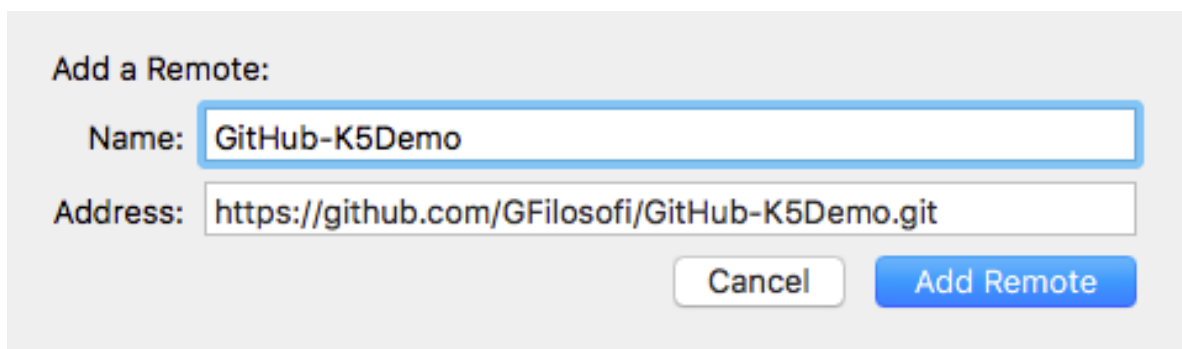 Add a Remote:
Name: GitHub-K5Demo
Address: https://github.com/GFilosofi/GitHub-K5Demo.git
Cancel Add Remote